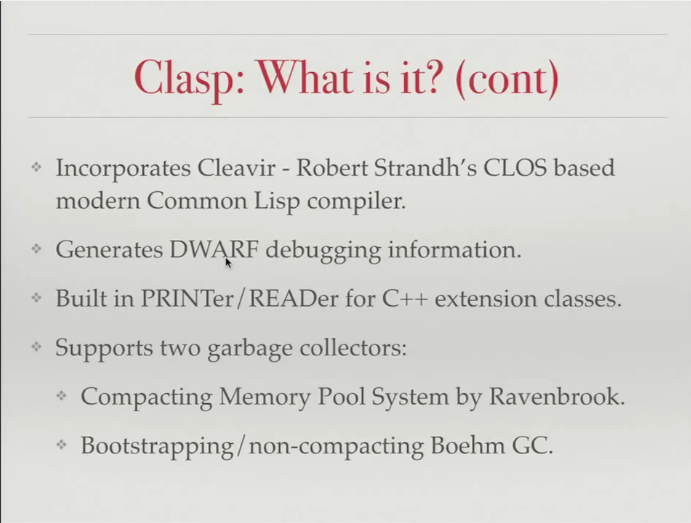 Clasp: What is it? (cont)
Incorporates Cleavir - Robert Strandh's CLOS based
modern Common Lisp compiler.
Generates DWARF debugging information.
Built in PRINTer/READer for C++ extension classes.
Supports two garbage collectors:
Compacting Memory Pool System by Ravenbrook.
Bootstrapping/non-compacting Boehm GC.